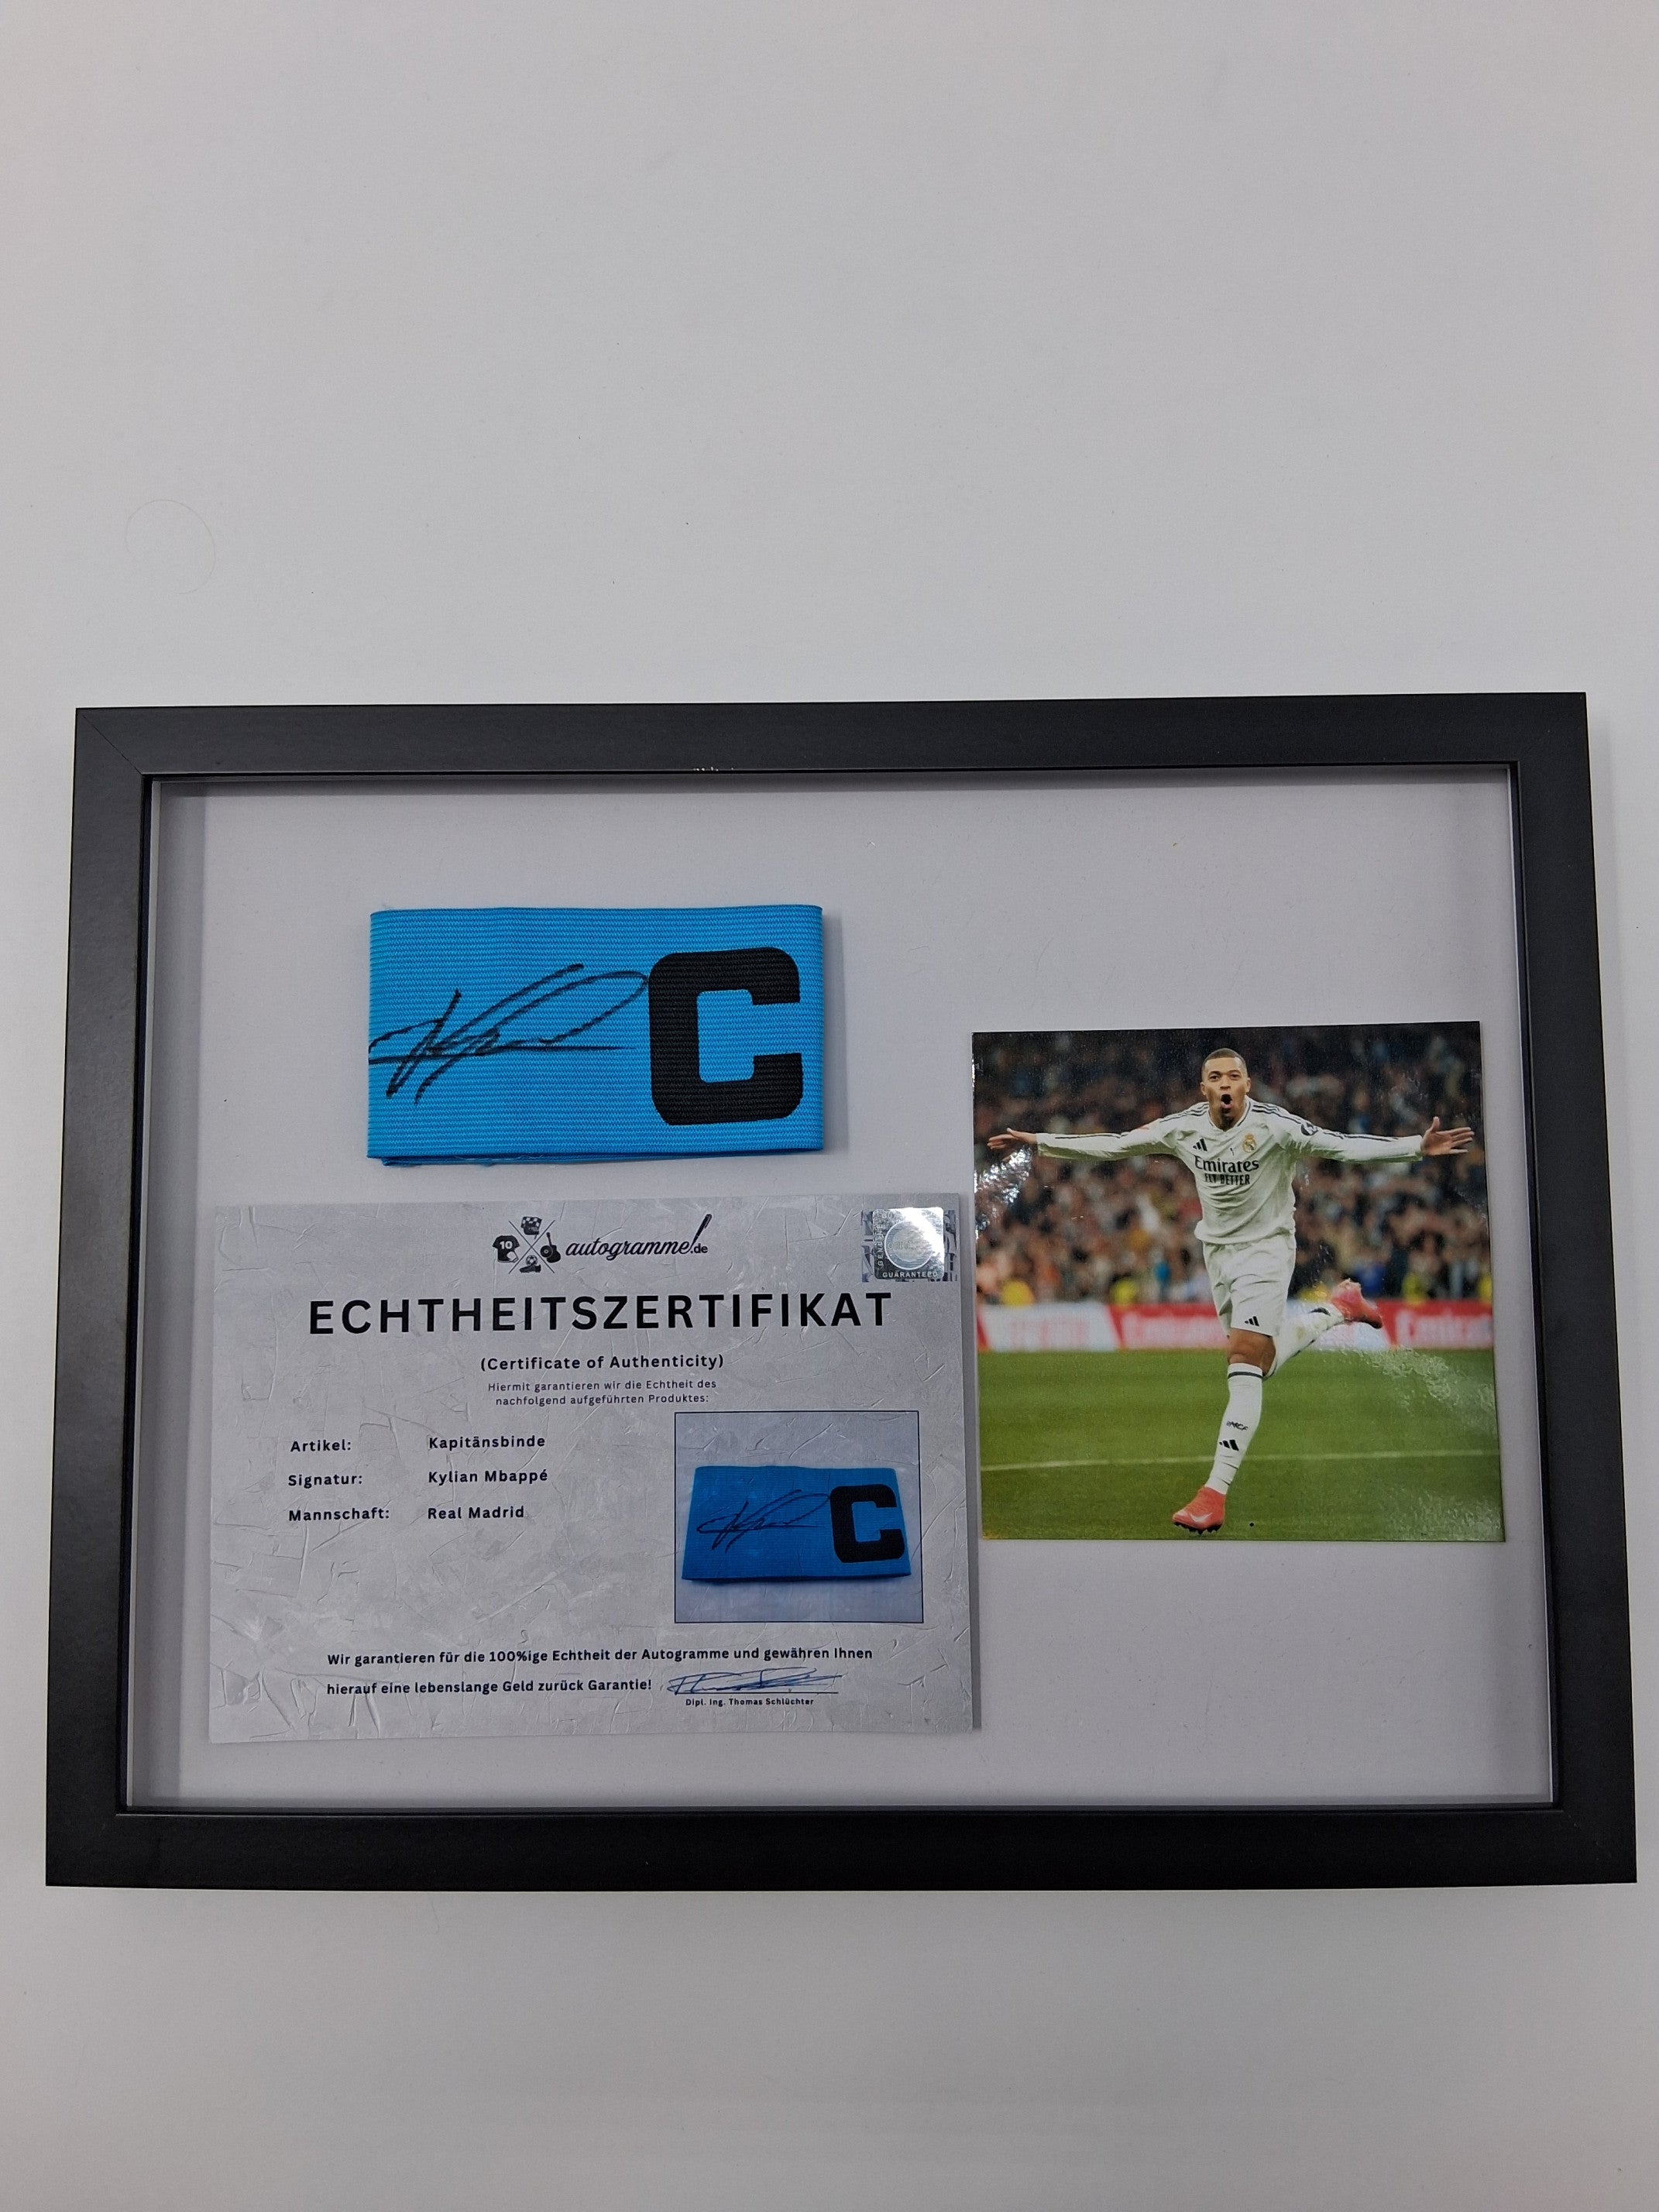 C
10
autogramme.de
GUARANTEED
ECHTHEITSZERTIFIKAT
(Certificate of Authenticity)
Hiermit garantieren wir die Echtheit des
nachfolgend aufgeführten Produktes:
Artikel: Kapitänsbinde
Signatur: Kylian Mbappé
Mannschaft: Real Madrid
C
Wir garantieren für die 100%ige Echtheit der Autogramme und gewähren Ihnen
hierauf eine lebenslange Geld zurück Garantie!
Dipl. Ing. Thomas Schlüchter
Emirates
FLY BETTER